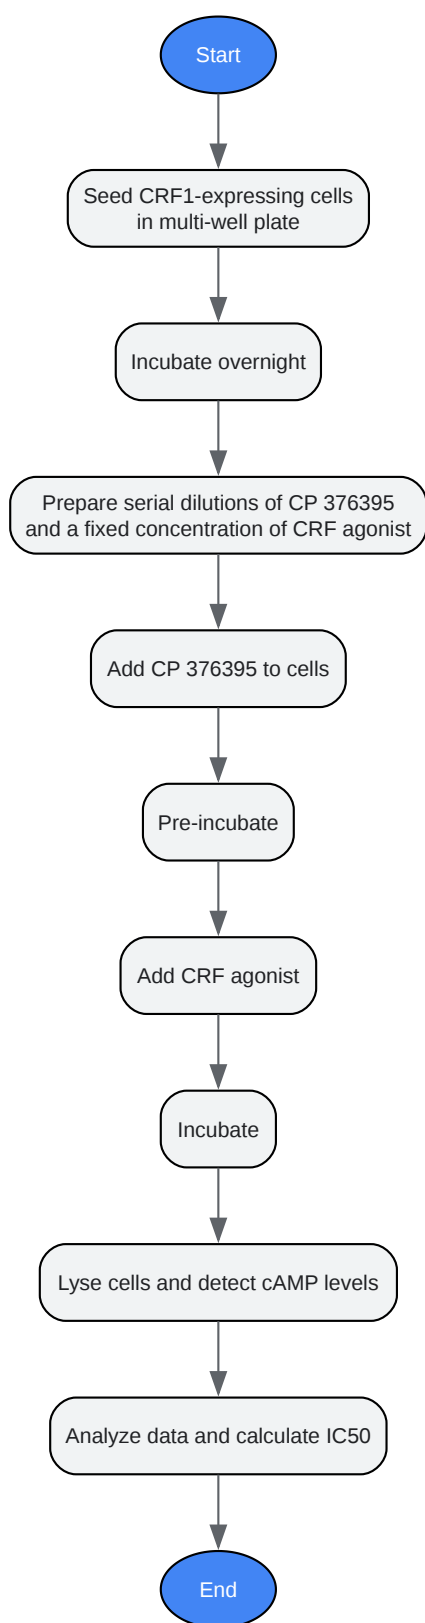 Start
Seed CRF1-expressing cells
in multi-well plate
Incubate overnight
Prepare serial dilutions of CP 376395
and a fixed concentration of CRF agonist
Add CP 376395 to cells
Pre-incubate
Add CRF agonist
Incubate
Lyse cells and detect cAMP levels
Analyze data and calculate IC50
End